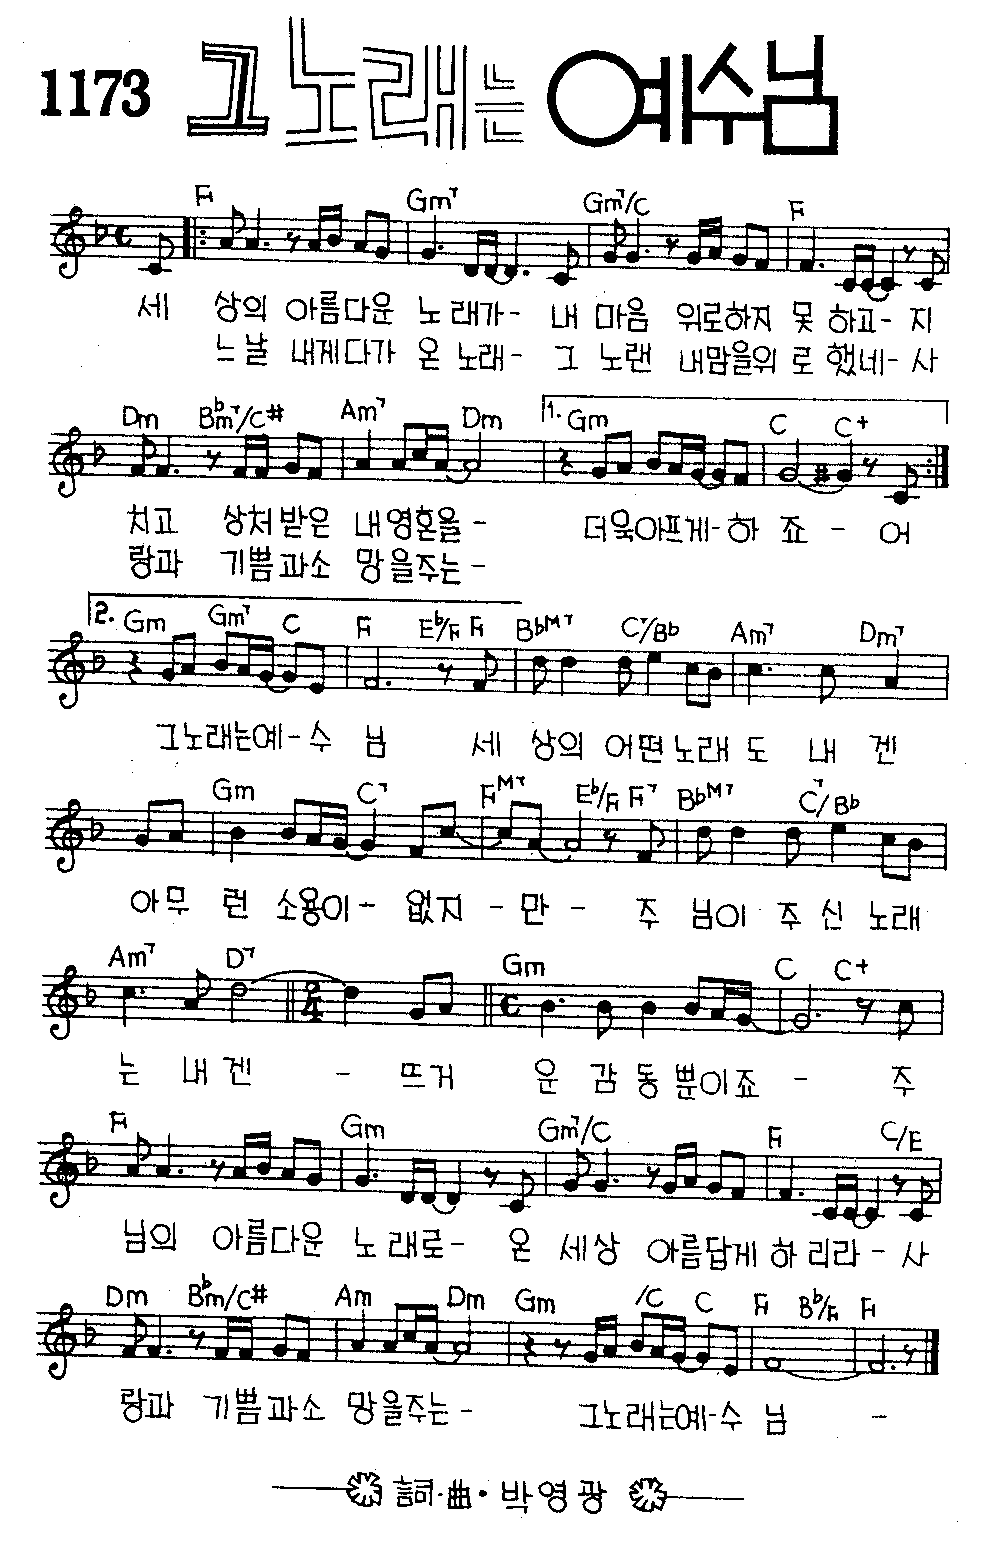 1173 그 노래는 예수님
F Gm7 Gm7/C F
세 상의 아름다운 노래가- 내 마음 위로하지 못 하고- 지
느날 내게다가 온 노래- 그 노랜 내맘을위 로 했네- 사
Dm B♭m7/C# Am7 Dm 1. Gm C C+
치고 상처받은 내영혼을- 더욱아프게-하 죠 - 어
랑과 기쁨과소 망을주는-
2. Gm Gm7 C F E♭/F F B♭M7 C7/B♭ Am7 Dm7
그노래는예-수 님 세 상의 어떤노래 도 내 겐
Gm C7 FM7 E♭/F F7 B♭M7 C7/B♭
아무 런 소용이- 없지 - 만 - 주 님이 주신 노래
Am7 D7 2/4 Gm C C+
는 내겐 - 뜨거 운 감동뿐이죠 - 주
F Gm Gm7/C F C/E
님의 아름다운 노래로- 온 세상 아름답게 하리라- 사
Dm B♭m/C# Am Dm Gm /C C F B♭/F F
랑과 기쁨과소 망을주는- 그노래는예-수 님 -
詞·曲·박영광